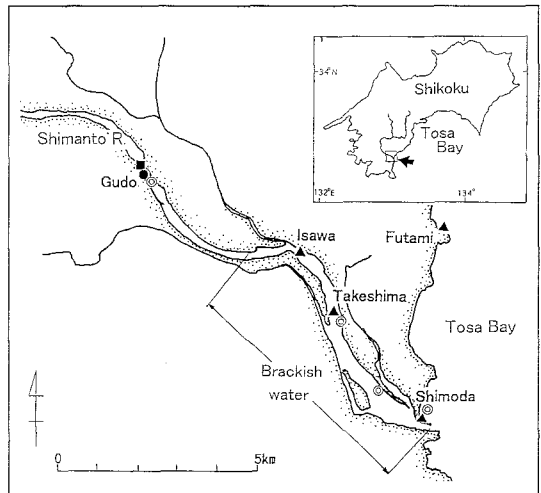 34°N
Shikoku
Tosa
Bay
132°E
134°
Shimanto R.
Gudo
Isawa
Futami
Takeshima
Tosa Bay
Brackish
water
Shimoda
0
5km